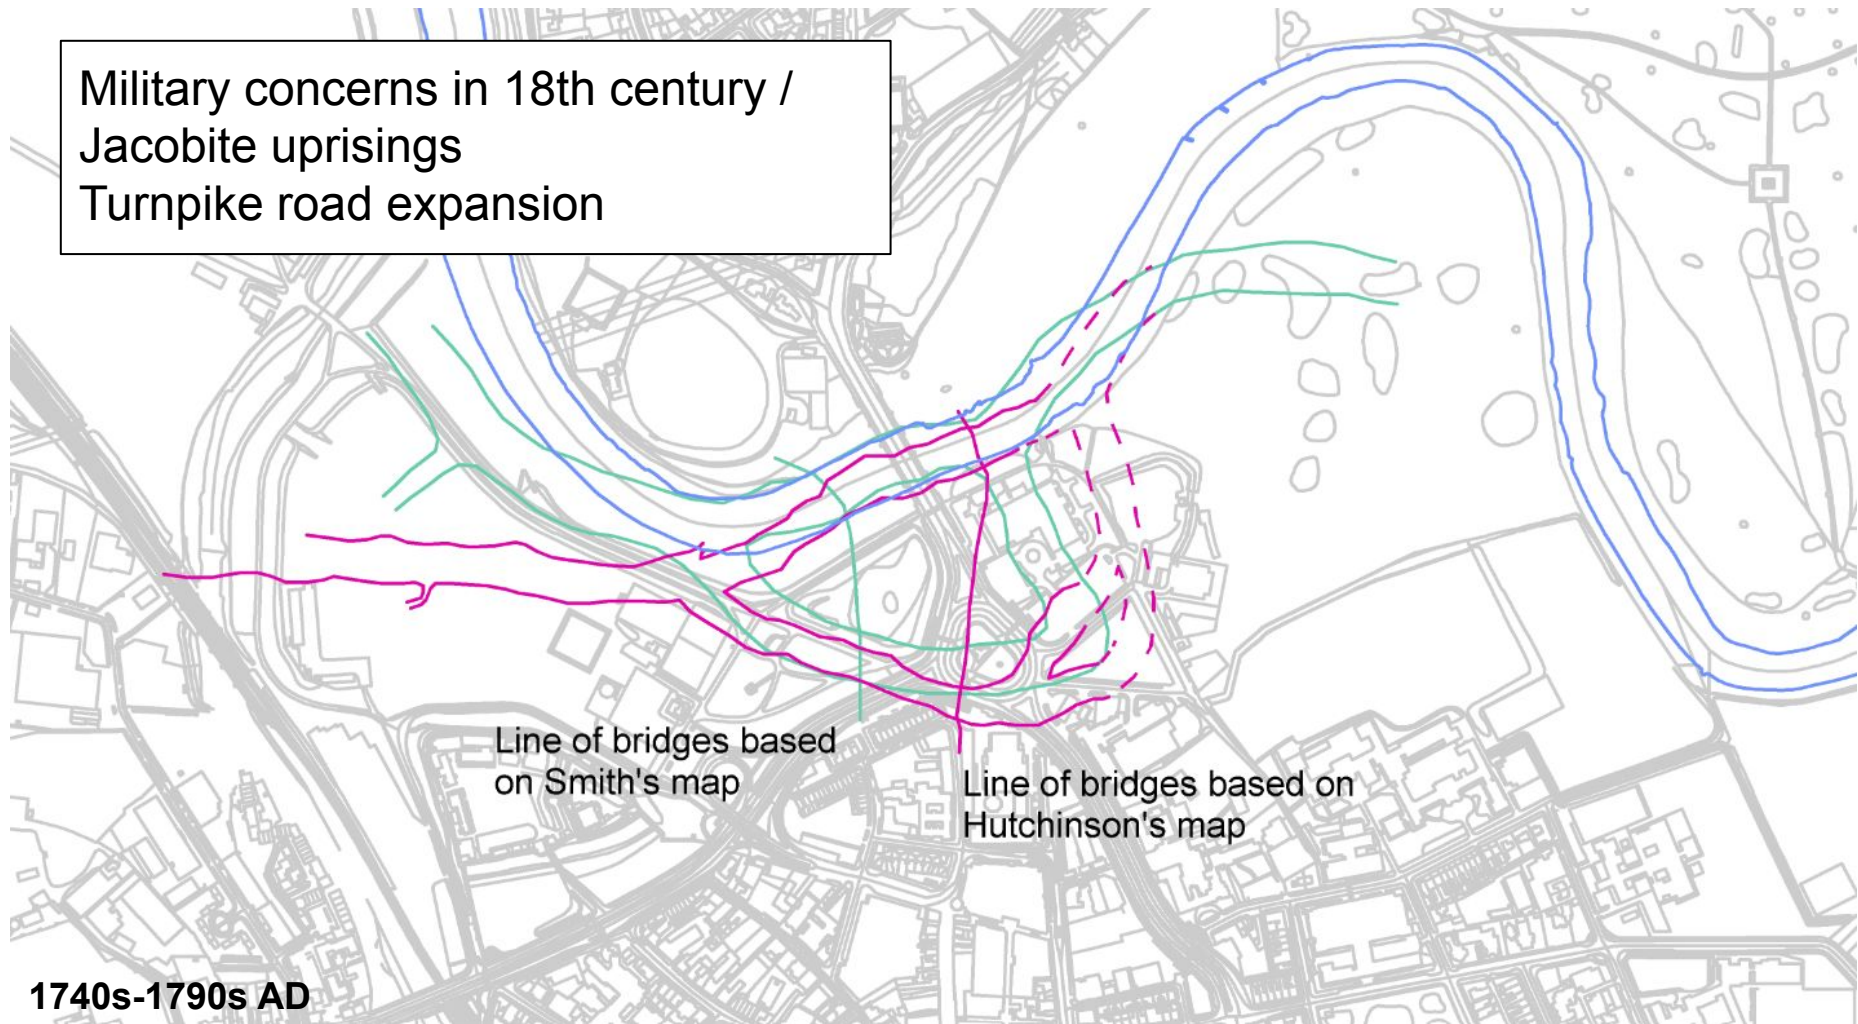 Military concerns in 18th century /
Jacobite uprisings
Turnpike road expansion
Line of bridges based
on Smith's map
Line of bridges based on
Hutchinson's map
1740s-1790s AD